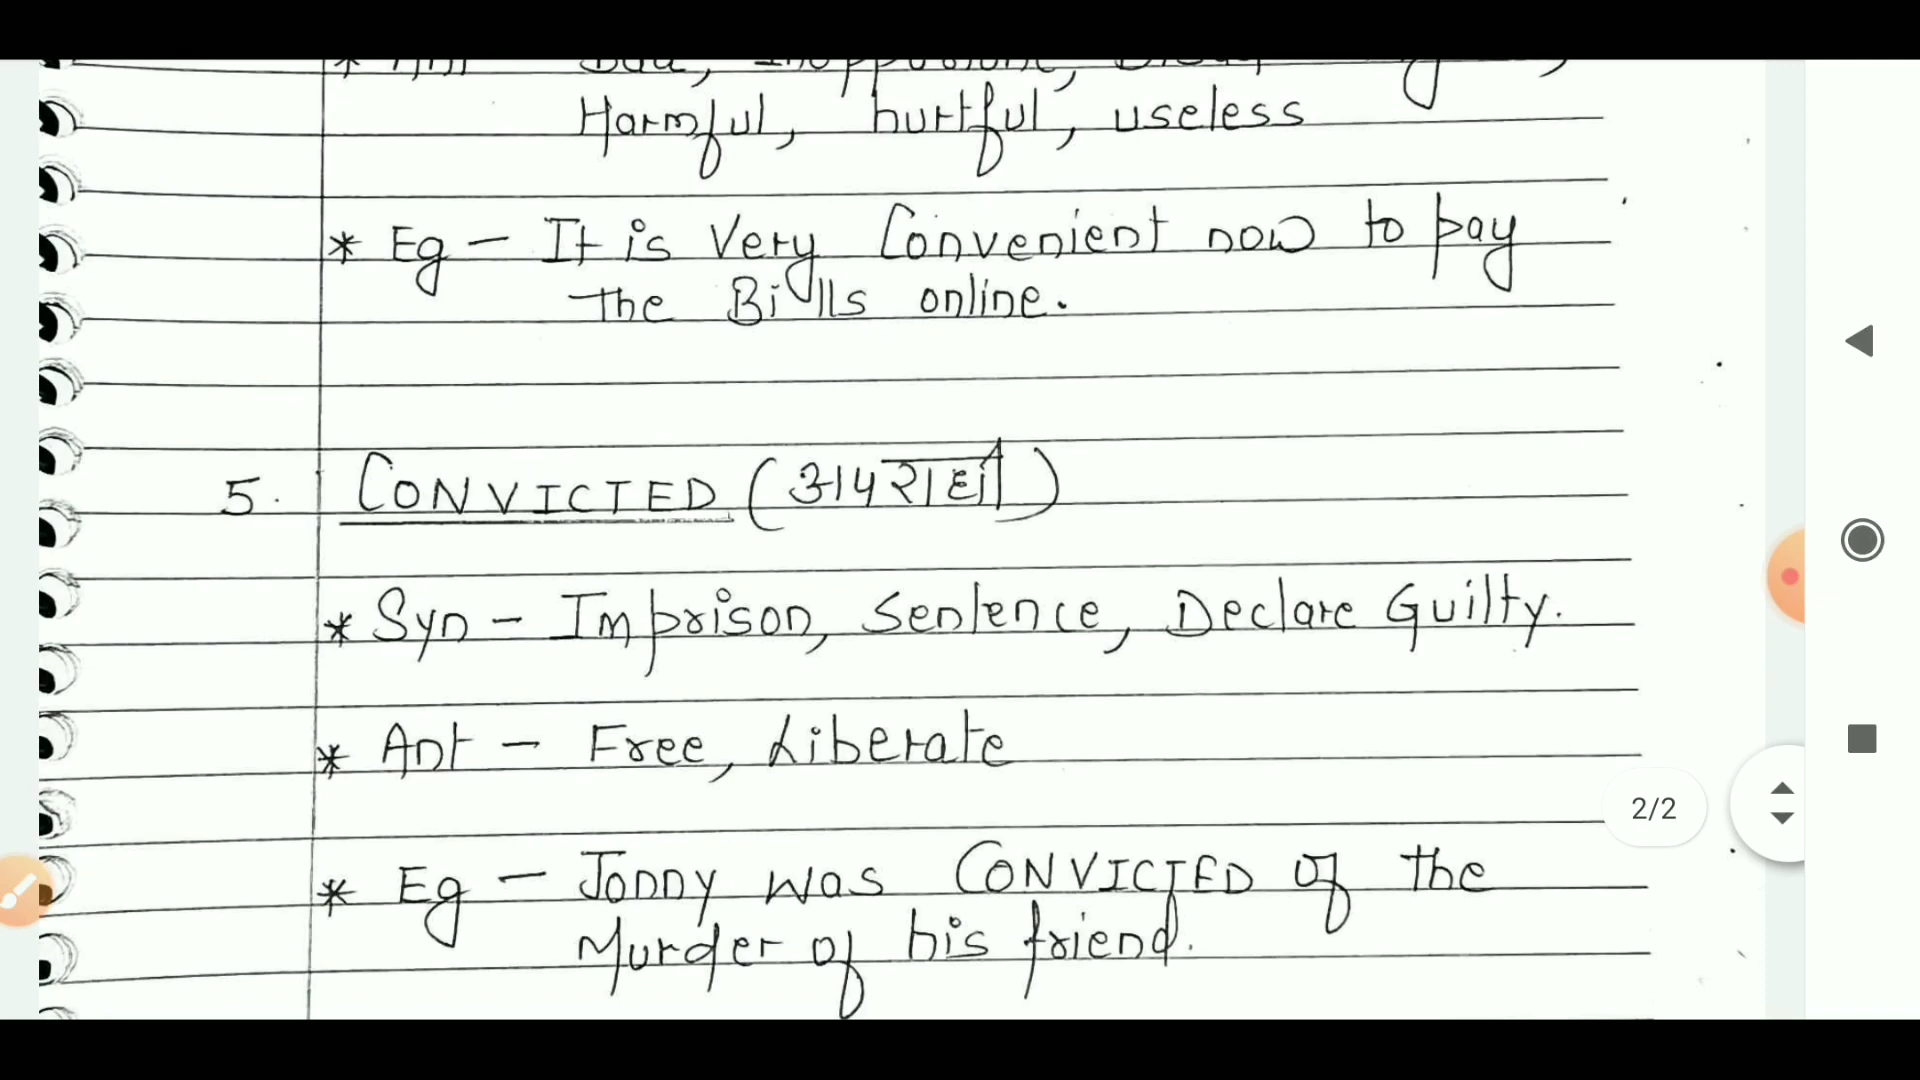 Harmful, hurtful, useless
* Eg – It is Very Convenient now to pay
the Bills online.
5. CONVICTED (अपराधी)
* Syn – Imprison, Sentence, Declare Guilty.
* Ant – Free, Liberate
2/2
* Eg – Jonny was CONVICTED of the
Murder of his friend.